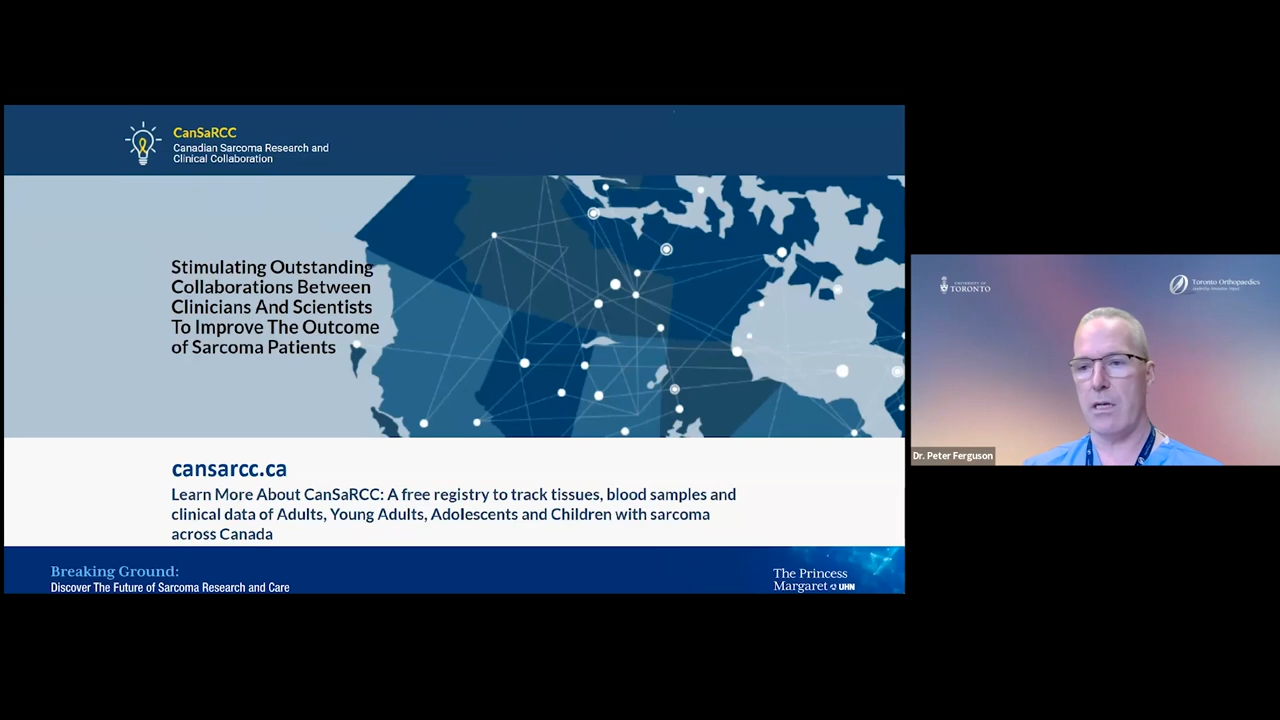 CanSaRCC
Canadian Sarcoma Research and
Clinical Collaboration
Stimulating Outstanding
Collaborations Between
Clinicians And Scientists
To Improve The Outcome
of Sarcoma Patients
cansarcc.ca
Learn More About CanSaRCC: A free registry to track tissues, blood samples and
clinical data of Adults, Young Adults, Adolescents and Children with sarcoma
across Canada
Breaking Ground:
Discover The Future of Sarcoma Research and Care
The Princess
Margaret UHN
UNIVERSITY OF
TORONTO
Toronto Orthopaedics
Dr. Peter Ferguson